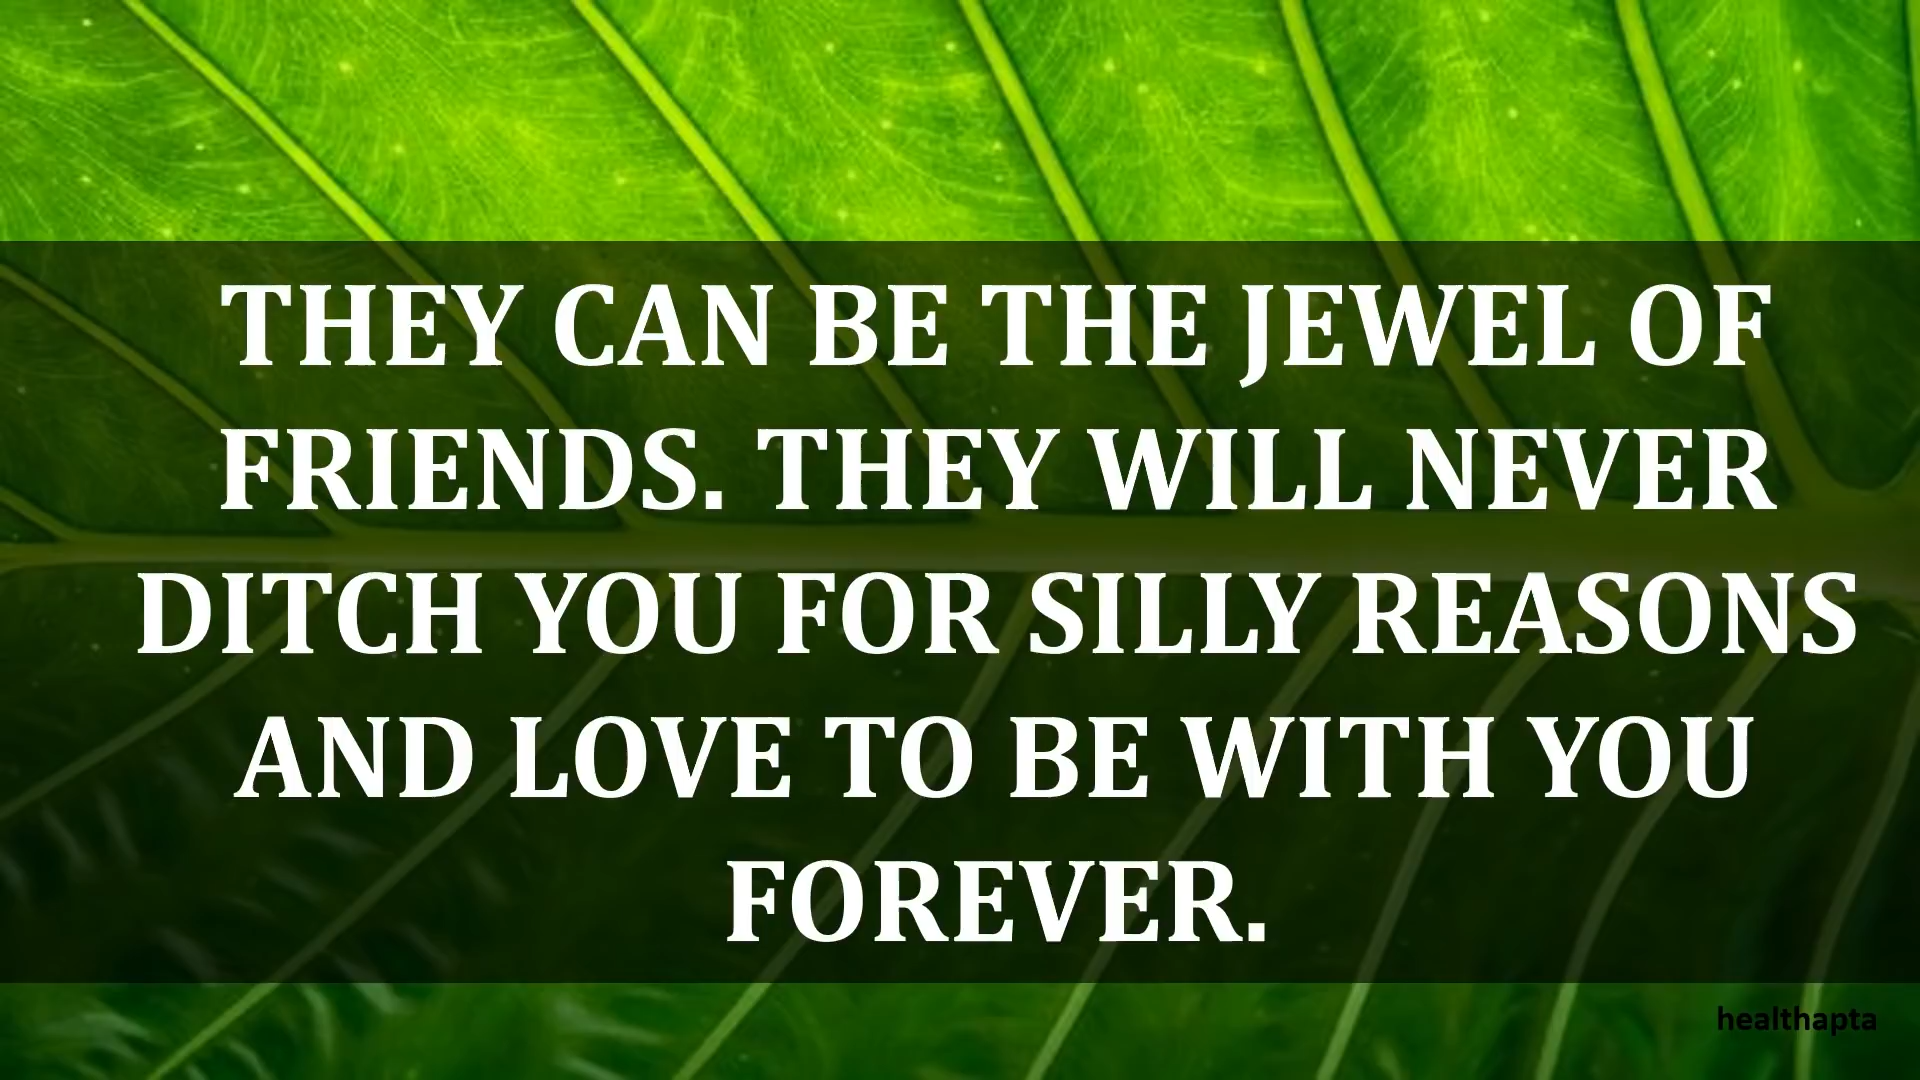 THEY CAN BE THE JEWEL OF
FRIENDS. THEY WILL NEVER
DITCH YOU FOR SILLY REASONS
AND LOVE TO BE WITH YOU
FOREVER.
healthapta